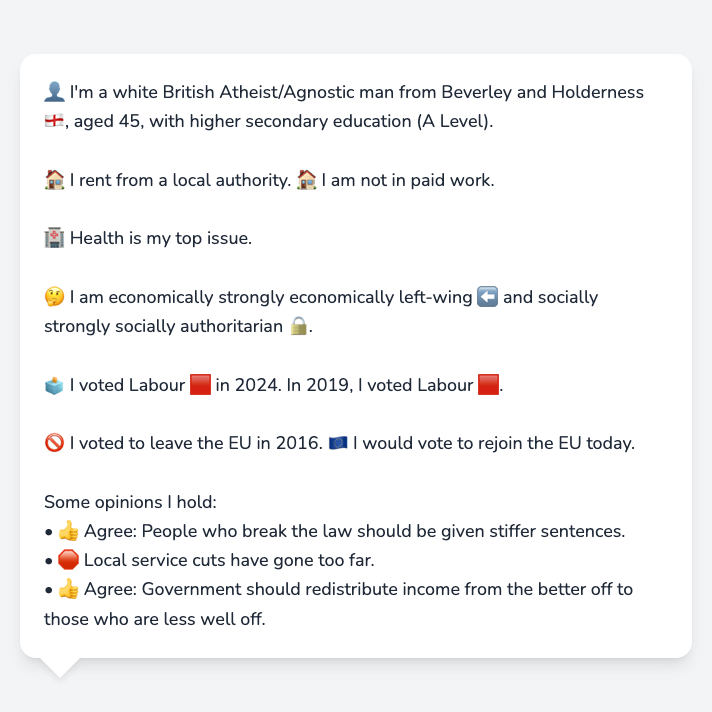 👤 I'm a white British Atheist/Agnostic man from Beverley and Holderness
🏴󠁧󠁢󠁥󠁮󠁧󠁿, aged 45, with higher secondary education (A Level).
🏠 I rent from a local authority. 🏠 I am not in paid work.
🏥 Health is my top issue.
🤔 I am economically strongly economically left-wing ⬅️ and socially
strongly socially authoritarian 🔒.
🗳️ I voted Labour 🟥 in 2024. In 2019, I voted Labour 🟥.
🚫 I voted to leave the EU in 2016. 🇪🇺 I would vote to rejoin the EU today.
Some opinions I hold:
• 👍 Agree: People who break the law should be given stiffer sentences.
• 🛑 Local service cuts have gone too far.
• 👍 Agree: Government should redistribute income from the better off to
those who are less well off.